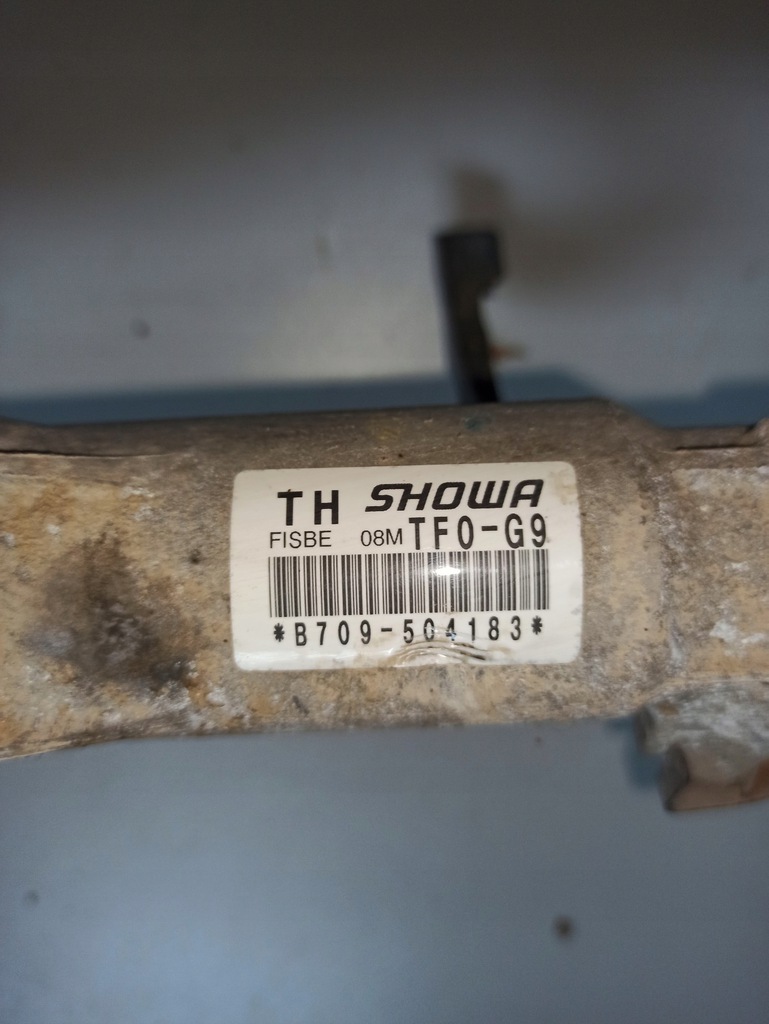 TH SHOWA
FISBE 08M TF0-G9
*B709-504183*